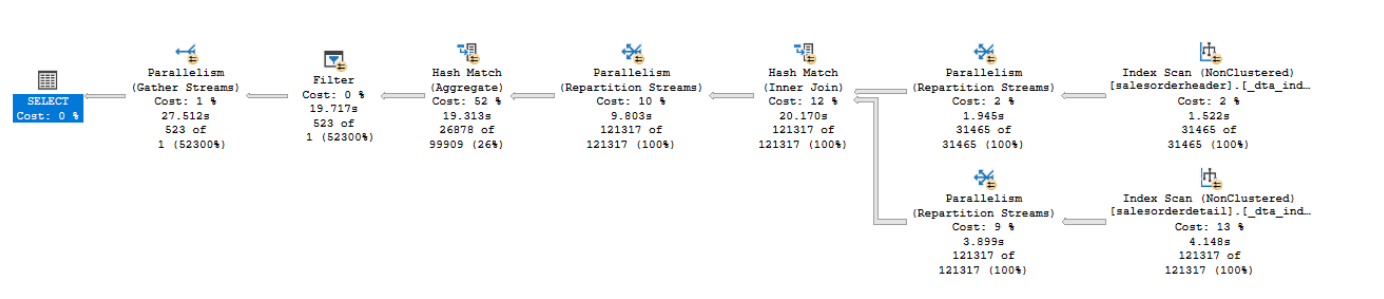 SELECT
Cost: 0 %
Parallelism
(Gather Streams)
Cost: 1 %
27.512s
523 of
1 (52300%)
Filter
Cost: 0 %
19.717s
523 of
1 (52300%)
Hash Match
(Aggregate)
Cost: 52 %
19.313s
26878 of
99909 (26%)
Parallelism
(Repartition Streams)
Cost: 10 %
9.803s
121317 of
121317 (100%)
Hash Match
(Inner Join)
Cost: 12 %
20.170s
121317 of
121317 (100%)
Parallelism
(Repartition Streams)
Cost: 2 %
1.945s
31465 of
31465 (100%)
Index Scan (NonClustered)
[salesorderheader].[_dta_ind…
Cost: 2 %
1.522s
31465 of
31465 (100%)
Parallelism
(Repartition Streams)
Cost: 9 %
3.899s
121317 of
121317 (100%)
Index Scan (NonClustered)
[salesorderdetail].[_dta_ind…
Cost: 13 %
4.148s
121317 of
121317 (100%)